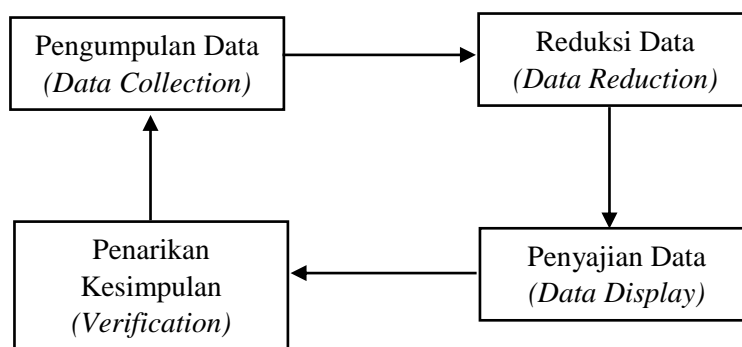 Pengumpulan Data
(Data Collection)
Reduksi Data
(Data Reduction)
Penarikan
Kesimpulan
(Verification)
Penyajian Data
(Data Display)